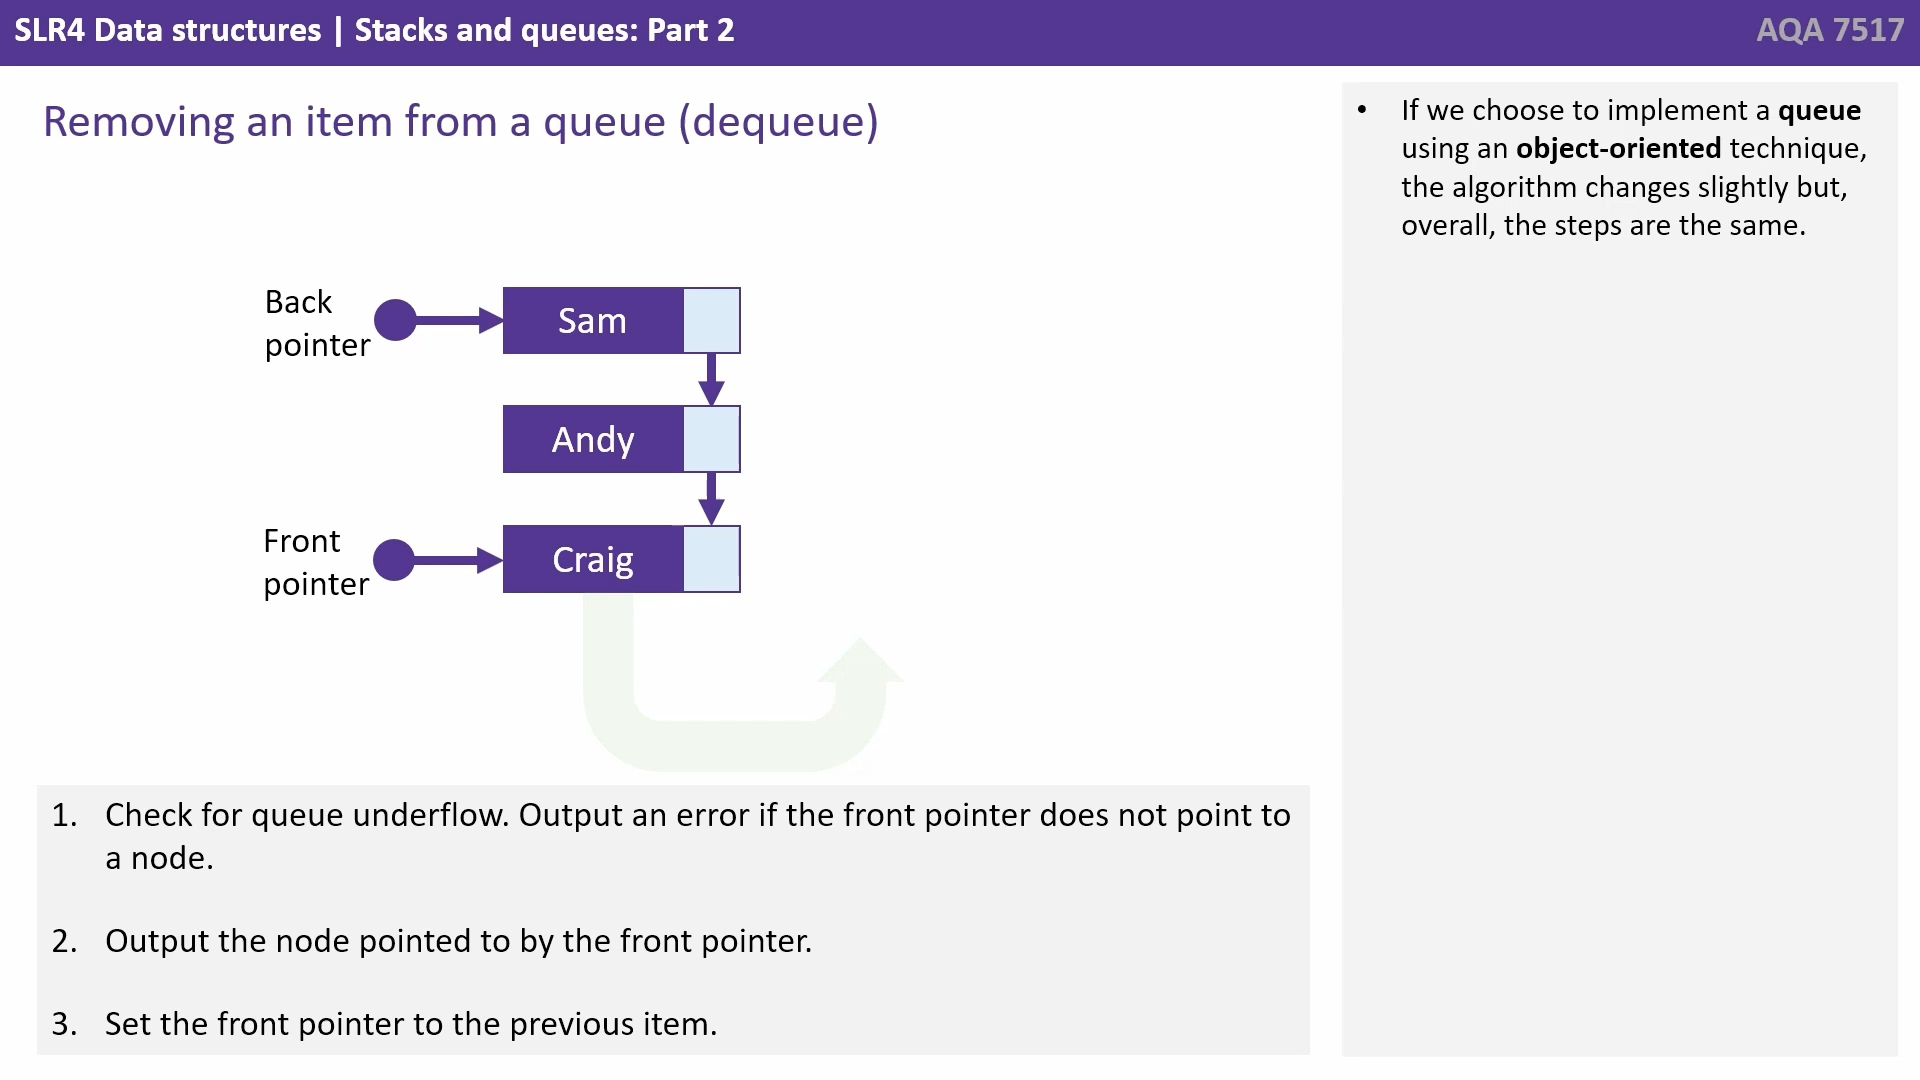 SLR4 Data structures | Stacks and queues: Part 2
AQA 7517
Removing an item from a queue (dequeue)
Back
pointer
Sam
Andy
Front
pointer
Craig
1. Check for queue underflow. Output an error if the front pointer does not point to
a node.
2. Output the node pointed to by the front pointer.
3. Set the front pointer to the previous item.
• If we choose to implement a queue
using an object-oriented technique,
the algorithm changes slightly but,
overall, the steps are the same.